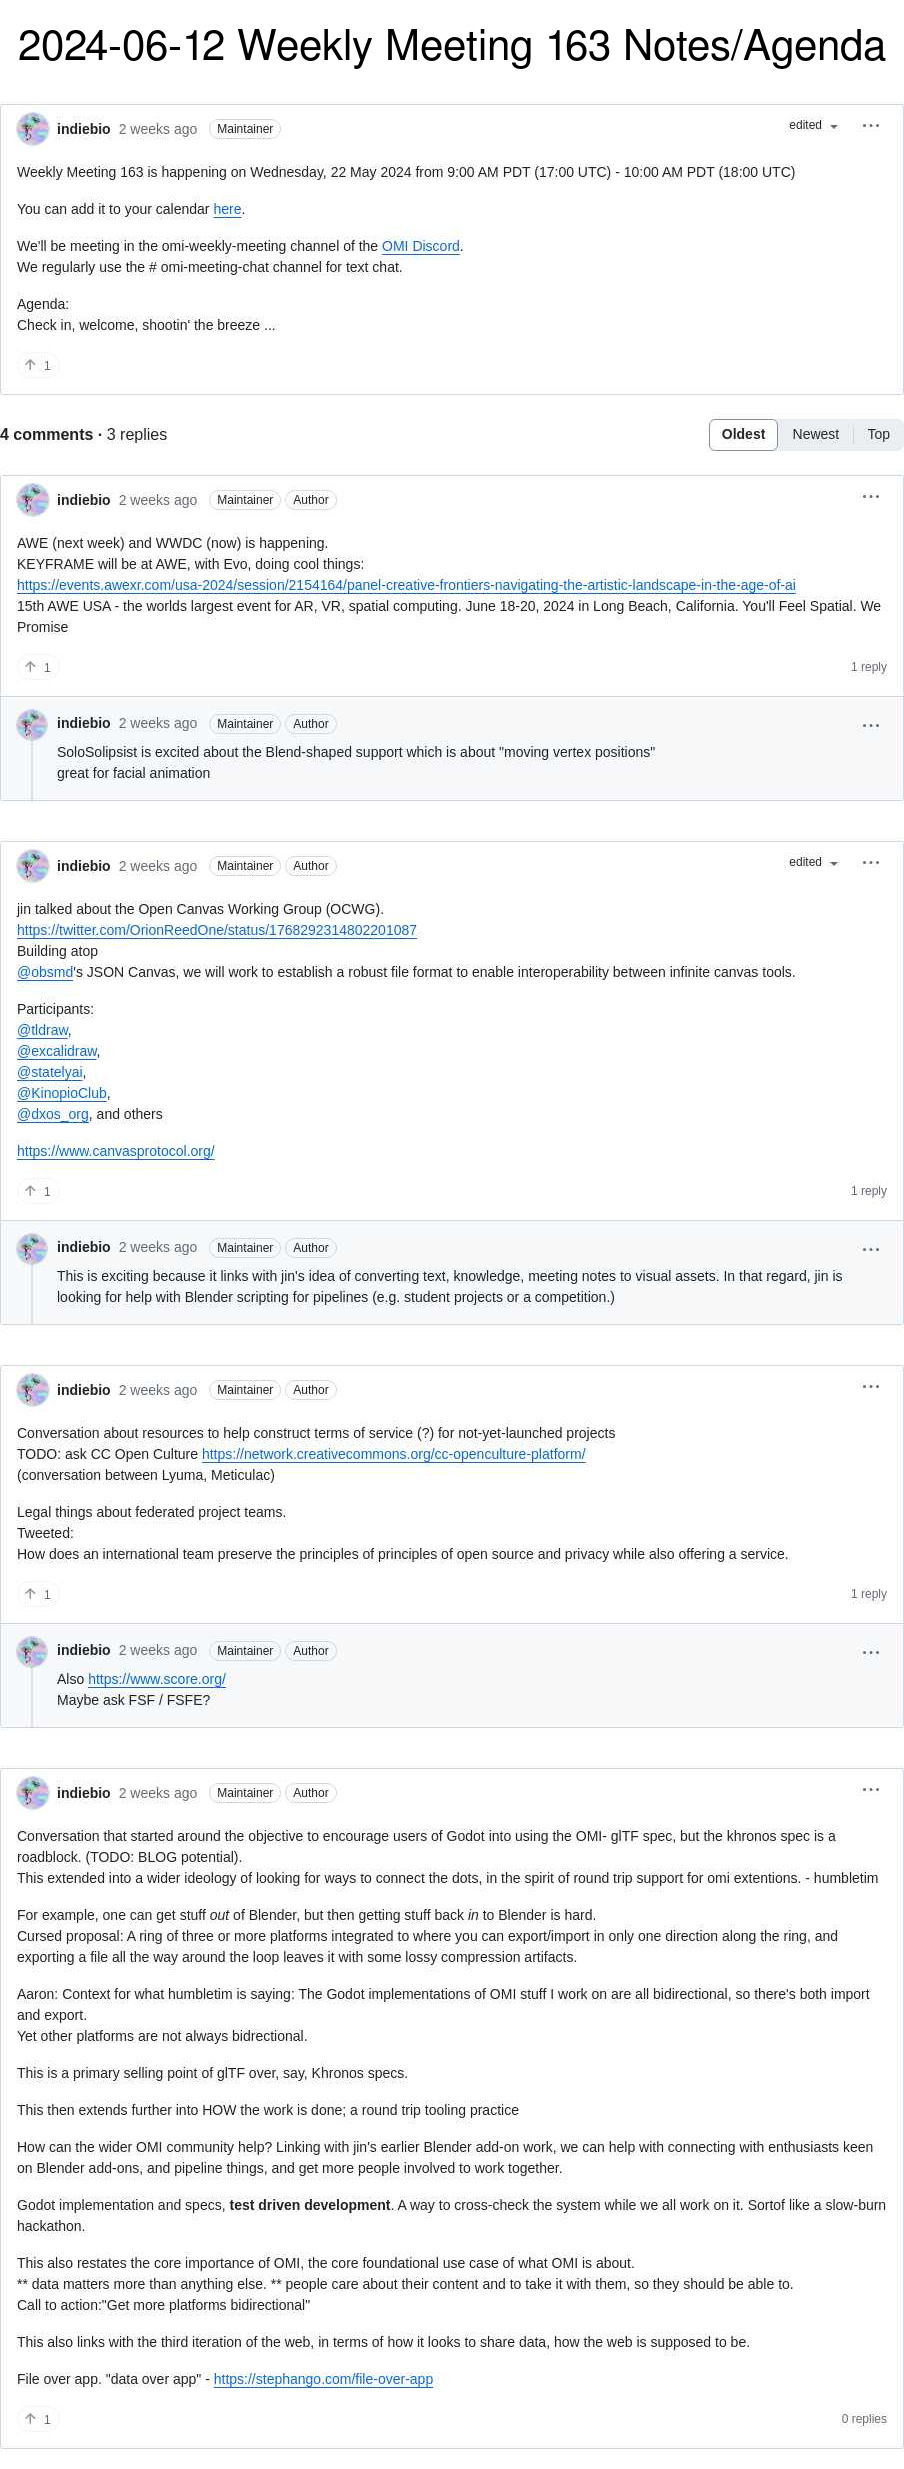 2024-06-12 Weekly Meeting 163 Notes/Agenda
indiebio 2 weeks ago Maintainer edited
Weekly Meeting 163 is happening on Wednesday, 22 May 2024 from 9:00 AM PDT (17:00 UTC) - 10:00 AM PDT (18:00 UTC)
You can add it to your calendar here.
We'll be meeting in the omi-weekly-meeting channel of the OMI Discord.
We regularly use the # omi-meeting-chat channel for text chat.
Agenda:
Check in, welcome, shootin' the breeze ...
1
4 comments · 3 replies Oldest Newest Top
indiebio 2 weeks ago Maintainer Author
AWE (next week) and WWDC (now) is happening.
KEYFRAME will be at AWE, with Evo, doing cool things:
https://events.awexr.com/usa-2024/session/2154164/panel-creative-frontiers-navigating-the-artistic-landscape-in-the-age-of-ai
15th AWE USA - the worlds largest event for AR, VR, spatial computing. June 18-20, 2024 in Long Beach, California. You'll Feel Spatial. We
Promise
1 1 reply
indiebio 2 weeks ago Maintainer Author
SoloSolipsist is excited about the Blend-shaped support which is about "moving vertex positions"
great for facial animation
indiebio 2 weeks ago Maintainer Author edited
jin talked about the Open Canvas Working Group (OCWG).
https://twitter.com/OrionReedOne/status/1768292314802201087
Building atop
@obsmd's JSON Canvas, we will work to establish a robust file format to enable interoperability between infinite canvas tools.
Participants:
@tldraw,
@excalidraw,
@statelyai,
@KinopioClub,
@dxos_org, and others
https://www.canvasprotocol.org/
1 1 reply
indiebio 2 weeks ago Maintainer Author
This is exciting because it links with jin's idea of converting text, knowledge, meeting notes to visual assets. In that regard, jin is
looking for help with Blender scripting for pipelines (e.g. student projects or a competition.)
indiebio 2 weeks ago Maintainer Author
Conversation about resources to help construct terms of service (?) for not-yet-launched projects
TODO: ask CC Open Culture https://network.creativecommons.org/cc-openculture-platform/
(conversation between Lyuma, Meticulac)
Legal things about federated project teams.
Tweeted:
How does an international team preserve the principles of principles of open source and privacy while also offering a service.
1 1 reply
indiebio 2 weeks ago Maintainer Author
Also https://www.score.org/
Maybe ask FSF / FSFE?
indiebio 2 weeks ago Maintainer Author
Conversation that started around the objective to encourage users of Godot into using the OMI- glTF spec, but the khronos spec is a
roadblock. (TODO: BLOG potential).
This extended into a wider ideology of looking for ways to connect the dots, in the spirit of round trip support for omi extentions. - humbletim
For example, one can get stuff out of Blender, but then getting stuff back in to Blender is hard.
Cursed proposal: A ring of three or more platforms integrated to where you can export/import in only one direction along the ring, and
exporting a file all the way around the loop leaves it with some lossy compression artifacts.
Aaron: Context for what humbletim is saying: The Godot implementations of OMI stuff I work on are all bidirectional, so there's both import
and export.
Yet other platforms are not always bidrectional.
This is a primary selling point of glTF over, say, Khronos specs.
This then extends further into HOW the work is done; a round trip tooling practice
How can the wider OMI community help? Linking with jin's earlier Blender add-on work, we can help with connecting with enthusiasts keen
on Blender add-ons, and pipeline things, and get more people involved to work together.
Godot implementation and specs, test driven development. A way to cross-check the system while we all work on it. Sortof like a slow-burn
hackathon.
This also restates the core importance of OMI, the core foundational use case of what OMI is about.
** data matters more than anything else. ** people care about their content and to take it with them, so they should be able to.
Call to action:"Get more platforms bidirectional"
This also links with the third iteration of the web, in terms of how it looks to share data, how the web is supposed to be.
File over app. "data over app" - https://stephango.com/file-over-app
1 0 replies